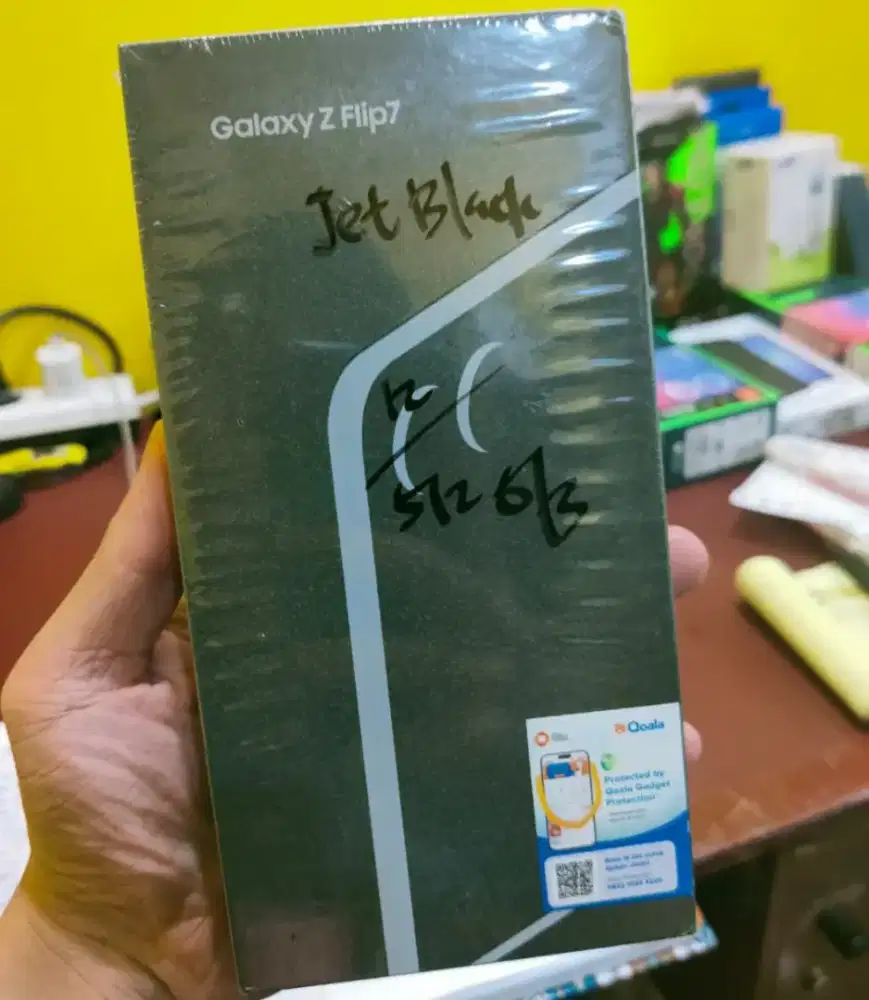 Galaxy Z Flip7
Jet Black
12
512 GB
Qoala
Protected by
Qoala Gadget
Protection